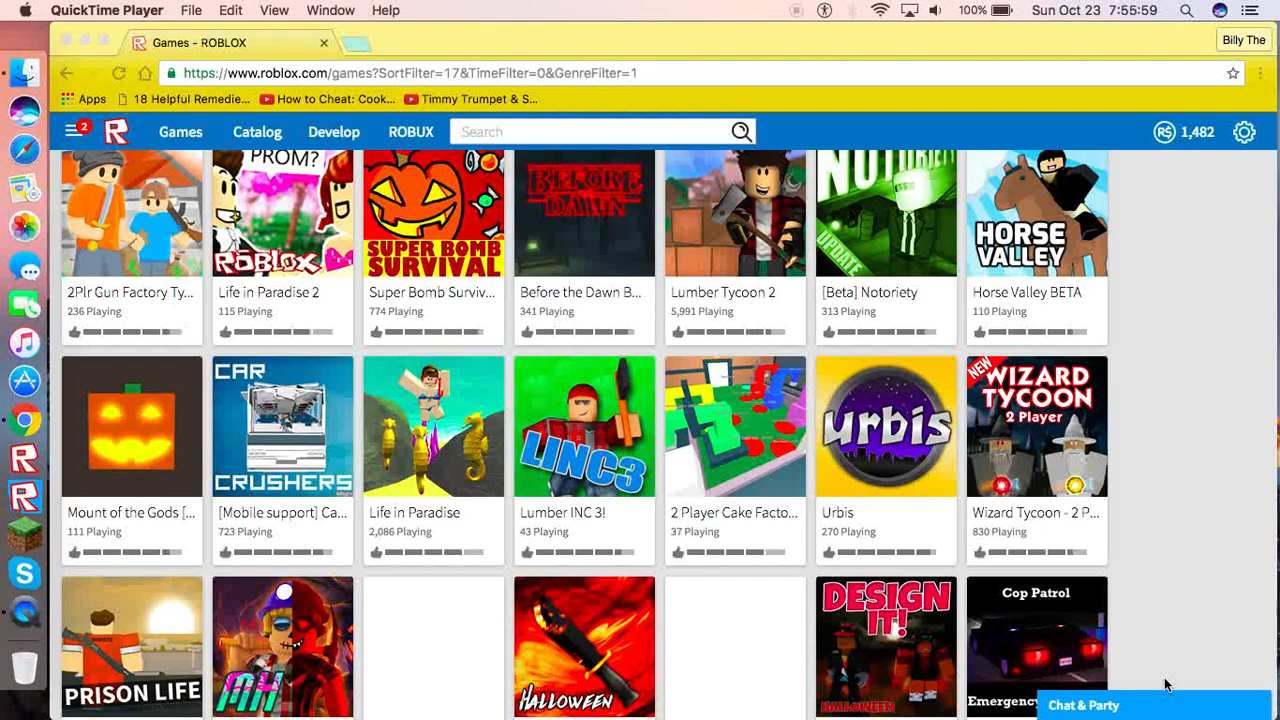 QuickTime Player File Edit View Window Help 100% Sun Oct 23 7:55:59
Games - ROBLOX Billy The
https://www.roblox.com/games?SortFilter=17&TimeFilter=0&GenreFilter=1
Apps 18 Helpful Remedie... How to Cheat: Cook... Timmy Trumpet & S...
2 R Games Catalog Develop ROBUX Search R$ 1,482
PROM?
ROBLOX
SUPER BOMB
SURVIVAL
BEFORE
DAWN
NOTORIETY
UPDATE
HORSE
VALLEY
2Plr Gun Factory Ty... Life in Paradise 2 Super Bomb Surviv... Before the Dawn B... Lumber Tycoon 2 [Beta] Notoriety Horse Valley BETA
236 Playing 115 Playing 774 Playing 341 Playing 5,991 Playing 313 Playing 110 Playing
CAR
CRUSHERS
LINC3
urbis
NEW
WIZARD
TYCOON
2 Player
Mount of the Gods [... [Mobile support] Ca... Life in Paradise Lumber INC 3! 2 Player Cake Facto... Urbis Wizard Tycoon - 2 P...
111 Playing 723 Playing 2,086 Playing 43 Playing 37 Playing 270 Playing 830 Playing
PRISON LIFE
MH
HALLOWEEN
DESIGN
IT!
HALLOWEEN
Cop Patrol
Emergency
Chat & Party